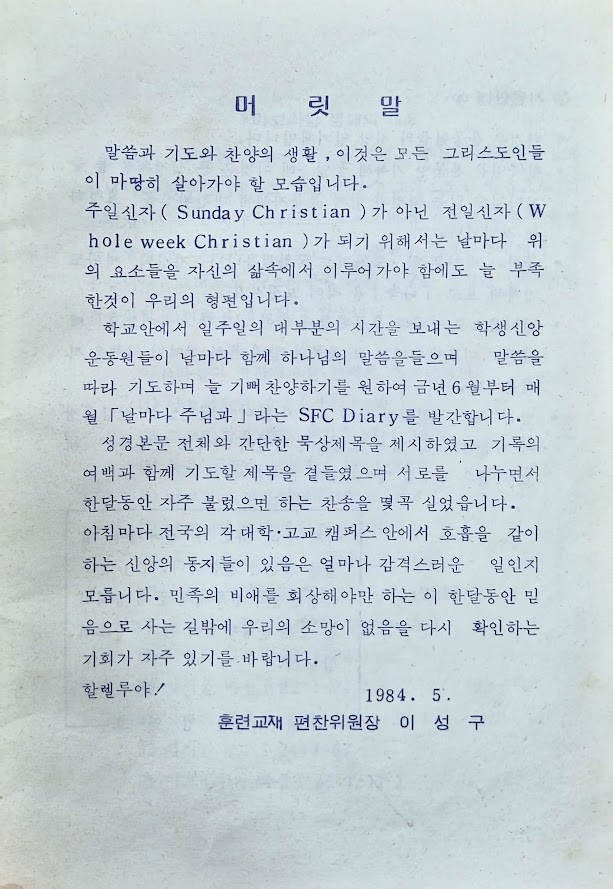 머 릿 말
말씀과 기도와 찬양의 생활, 이것은 모든 그리스도인들
이 마땅히 살아가야 할 모습입니다.
주일신자( Sunday Christian )가 아닌 전일신자( W
hole week Christian )가 되기 위해서는 날마다 위
의 요소들을 자신의 삶속에서 이루어가야 함에도 늘 부족
한것이 우리의 형편입니다.
학교안에서 일주일의 대부분의 시간을 보내는 학생신앙
운동원들이 날마다 함께 하나님의 말씀을들으며 말씀을
따라 기도하며 늘 기뻐찬양하기를 원하여 금년 6월부터 매
월 「날마다 주님과」라는 SFC Diary를 발간합니다.
성경본문 전체와 간단한 묵상제목을 제시하였고 기록의
여백과 함께 기도할 제목을 곁들였으며 서로를 나누면서
한달동안 자주 불렀으면 하는 찬송을 몇곡 실었읍니다.
아침마다 전국의 각 대학·고교 캠퍼스 안에서 호흡을 같이
하는 신앙의 동지들이 있음은 얼마나 감격스러운 일인지
모릅니다. 민족의 비애를 회상해야만 하는 이 한달동안 믿
음으로 사는 길밖에 우리의 소망이 없음을 다시 확인하는
기회가 자주 있기를 바랍니다.
할렐루야!
1984. 5.
훈련교재 편찬위원장 이 성 구